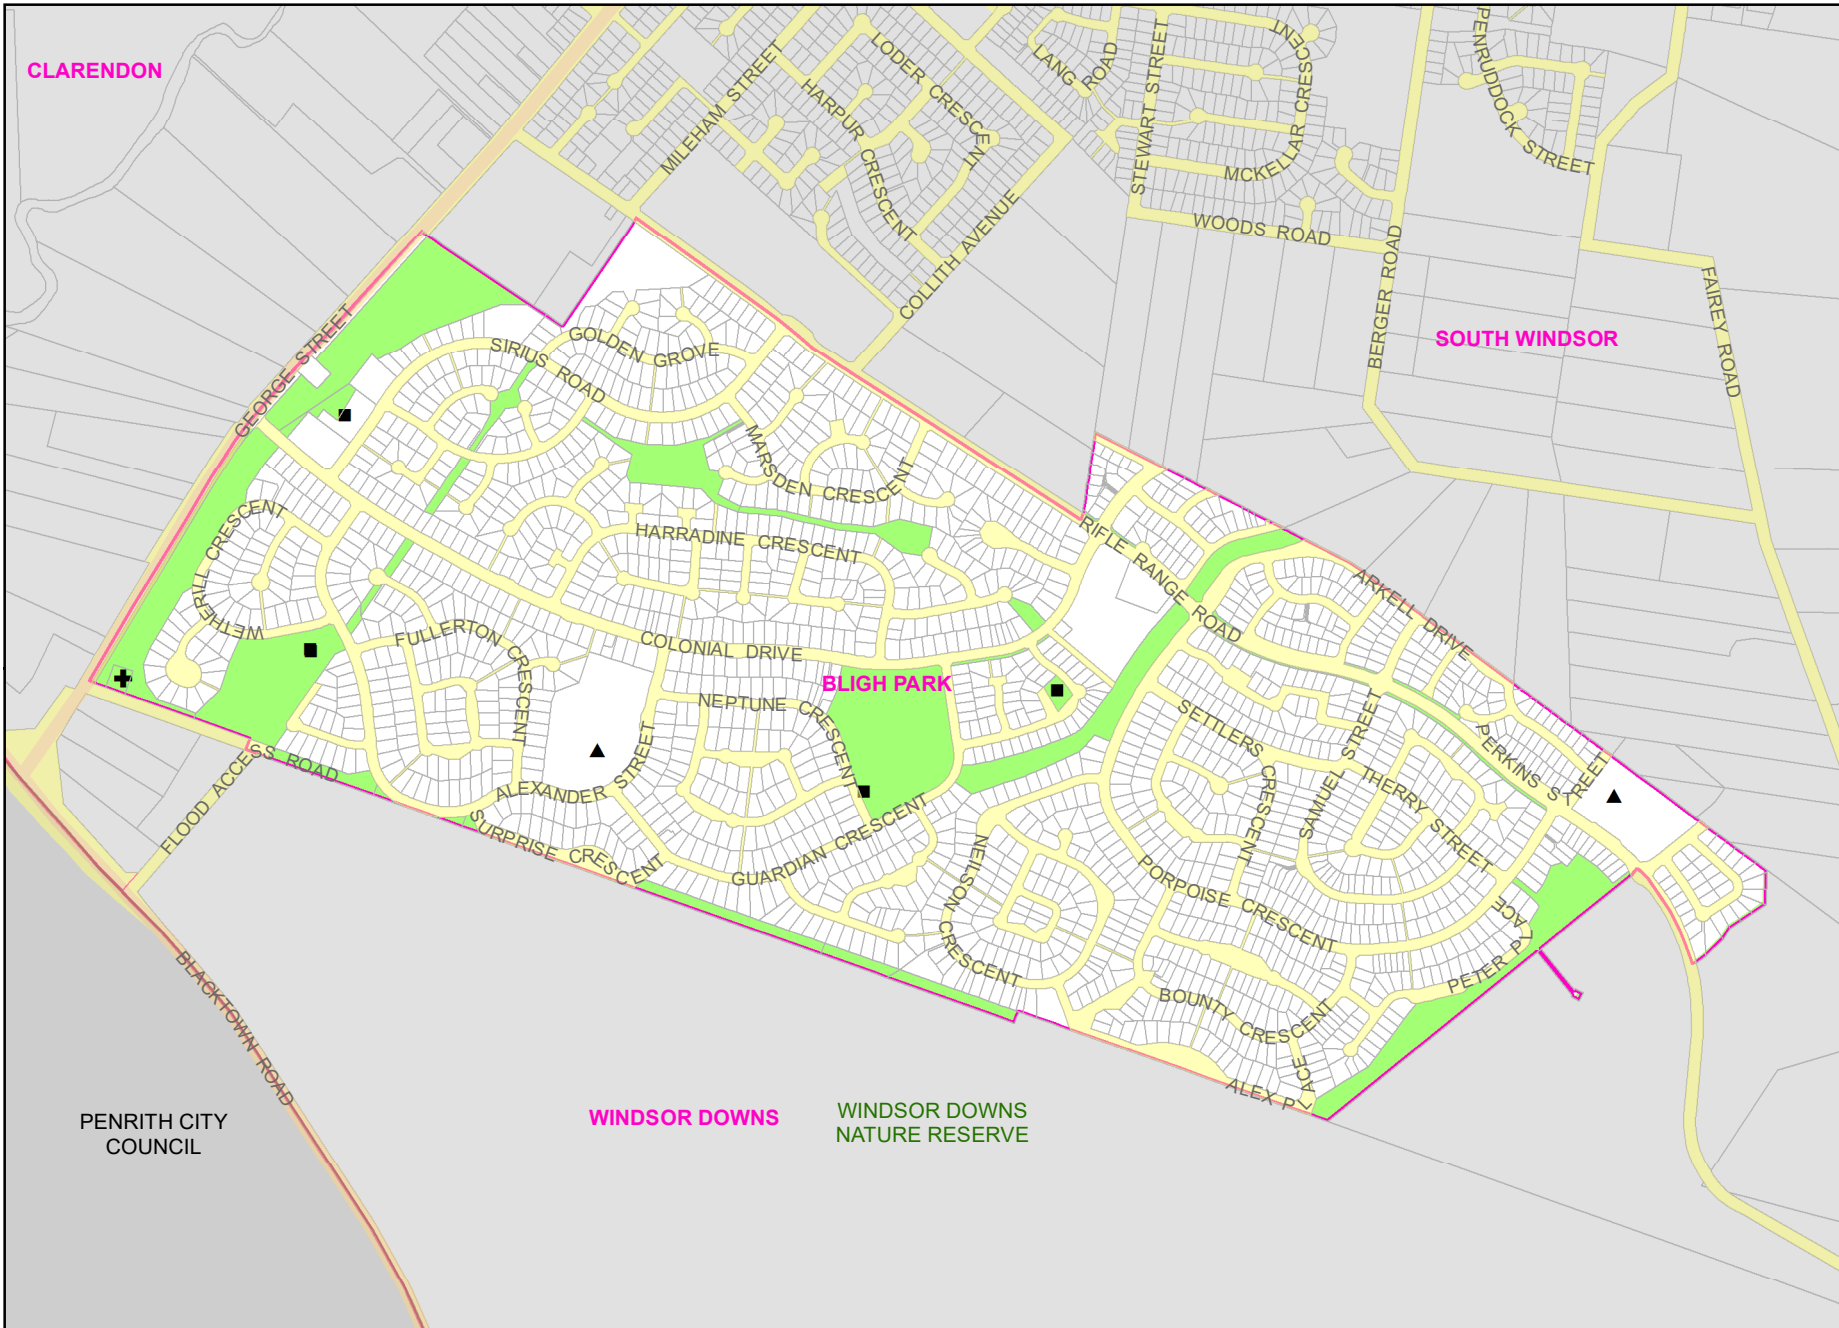 CLARENDON
MILEHAM STREET
LODER CRESCENT
HARPUR CRESCENT
LANG ROAD
STEWART STREET
CRESCENT
MCKELLAR
PENRUDDOCK STREET
WOODS ROAD
COLLITH AVENUE
BERGER ROAD
FAIREY ROAD
SOUTH WINDSOR
GEORGE STREET
SIRIUS ROAD
GOLDEN GROVE
MARSDEN CRESCENT
HARRADINE CRESCENT
WETHERILL CRESCENT
RIFLE RANGE ROAD
ARKELL DRIVE
FULLERTON CRESCENT
COLONIAL DRIVE
BLIGH PARK
NEPTUNE CRESCENT
SETTLERS CRESCENT
SAMUEL STREET
THERRY STREET
PERKINS STREET
FLOOD ACCESS ROAD
ALEXANDER STREET
SURPRISE CRESCENT
GUARDIAN CRESCENT
NEILSON CRESCENT
PORPOISE CRESCENT
PETER PLACE
BOUNTY CRESCENT
ALEX PLACE
BLACKTOWN ROAD
PENRITH CITY
COUNCIL
WINDSOR DOWNS
WINDSOR DOWNS
NATURE RESERVE